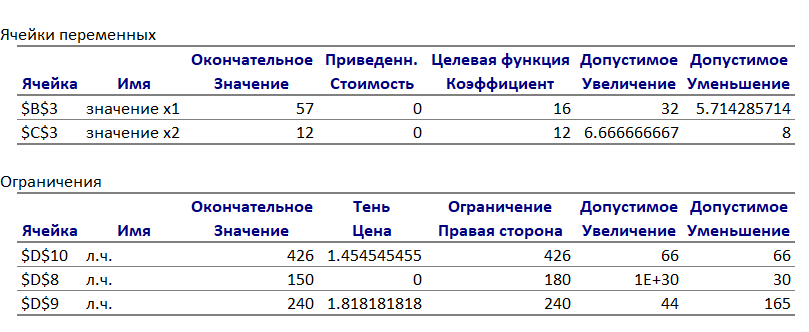 Ячейки переменных
Окончательное Приведенн. Целевая функция Допустимое Допустимое
Ячейка Имя Значение Стоимость Коэффициент Увеличение Уменьшение
$B$3 значение x1 57 0 16 32 5.714285714
$C$3 значение x2 12 0 12 6.666666667 8
Ограничения
Окончательное Тень Ограничение Допустимое Допустимое
Ячейка Имя Значение Цена Правая сторона Увеличение Уменьшение
$D$10 л.ч. 426 1.454545455 426 66 66
$D$8 л.ч. 150 0 180 1E+30 30
$D$9 л.ч. 240 1.818181818 240 44 165